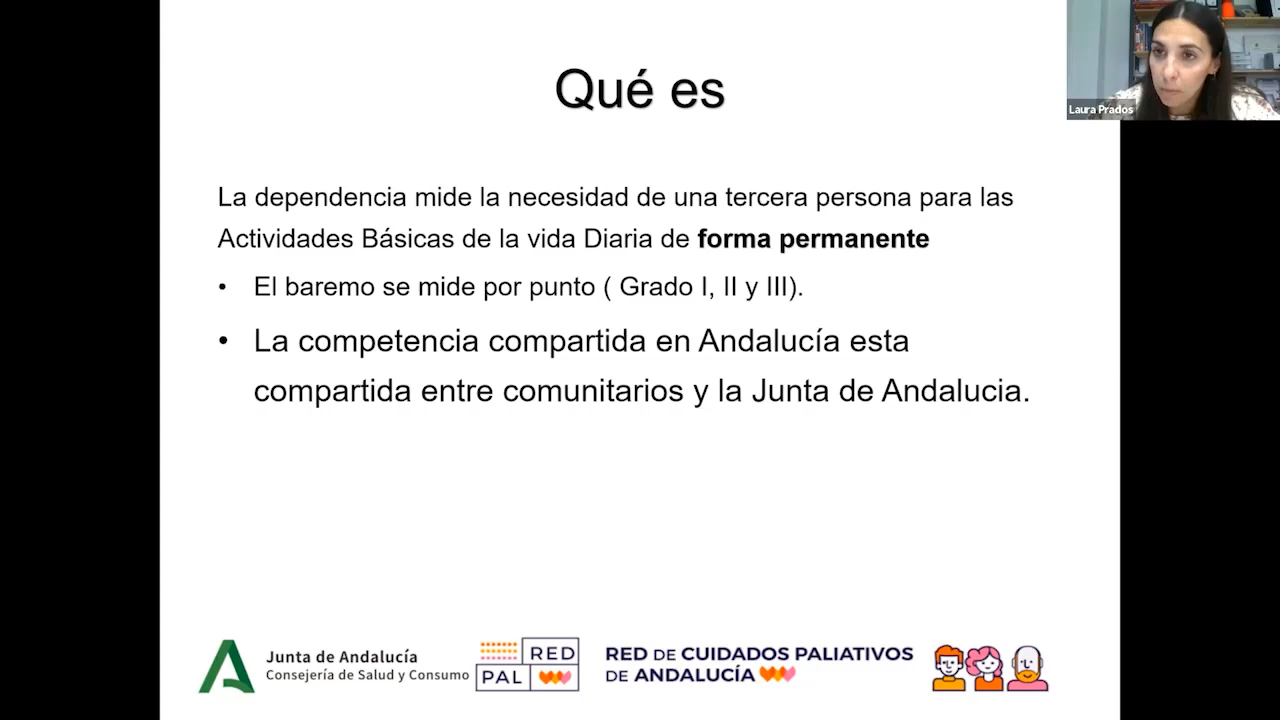 Qué es
Laura Prados
La dependencia mide la necesidad de una tercera persona para las
Actividades Básicas de la vida Diaria de forma permanente
• El baremo se mide por punto ( Grado I, II y III).
• La competencia compartida en Andalucía esta
compartida entre comunitarios y la Junta de Andalucia.
Junta de Andalucía
Consejería de Salud y Consumo
RED
PAL
RED DE CUIDADOS PALIATIVOS
DE ANDALUCÍA